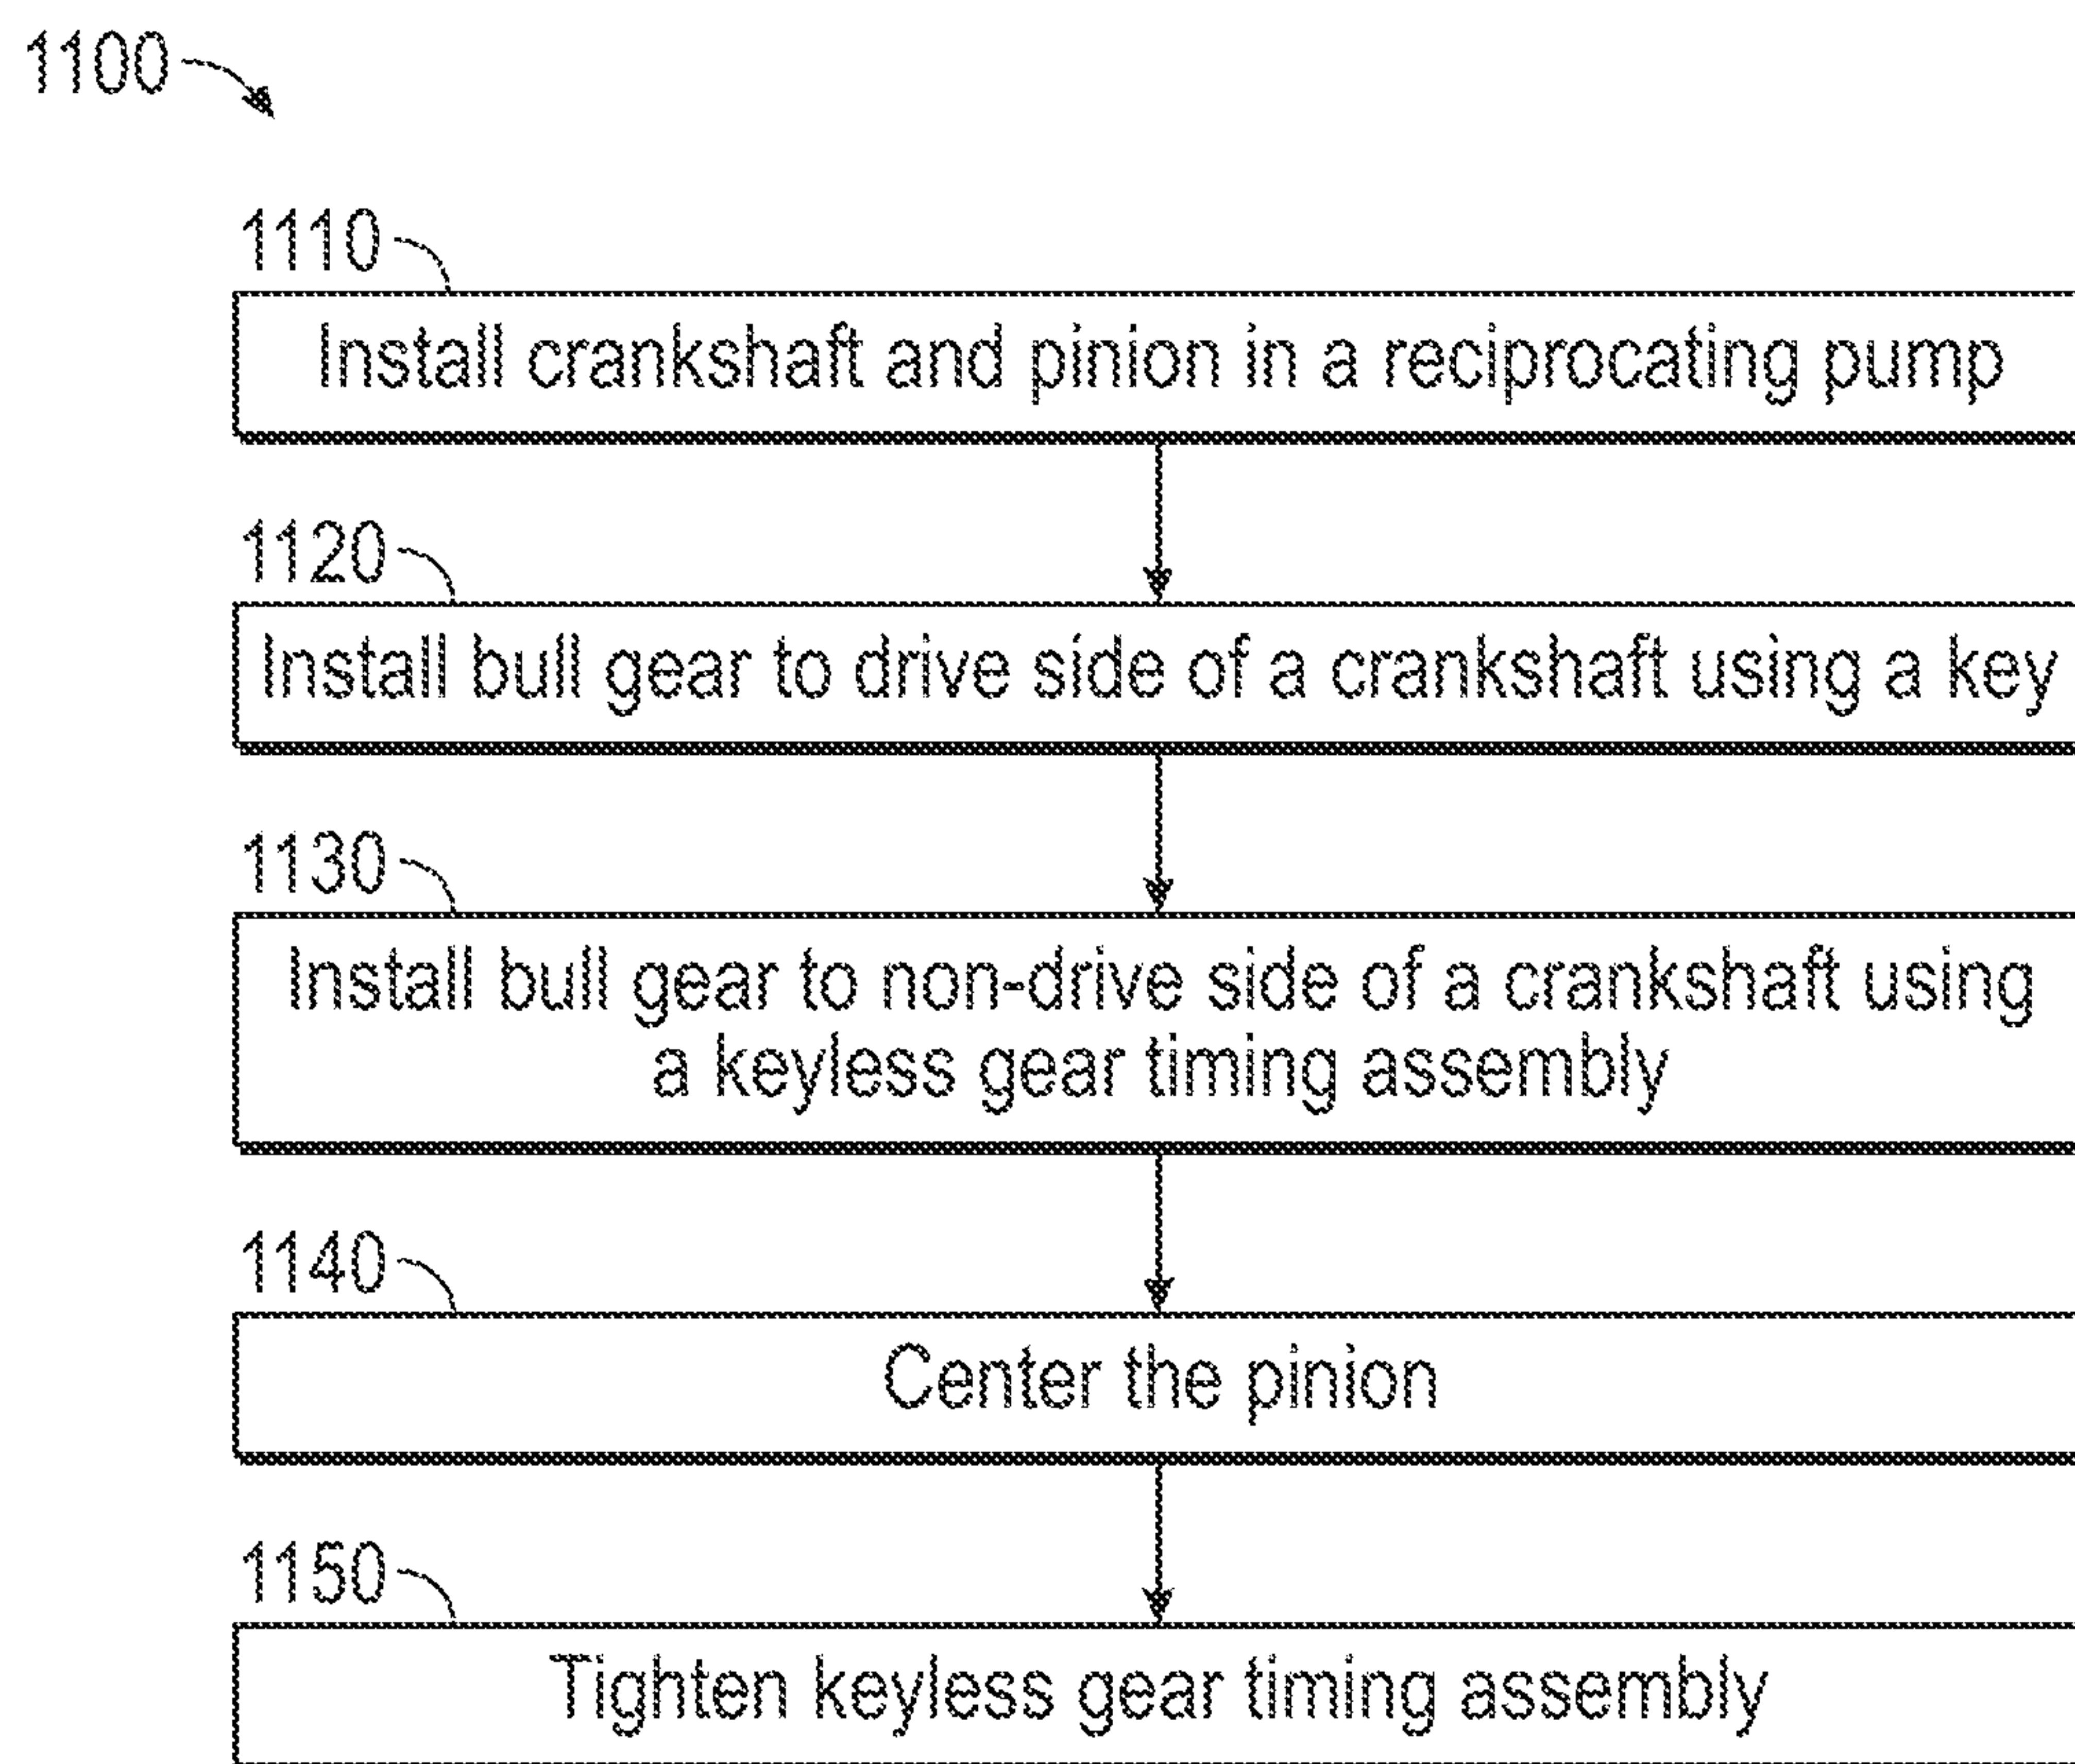 1100
1110
Install crankshaft and pinion in a reciprocating pump
1120
Install bull gear to drive side of a crankshaft using a key
1130
Install bull gear to non-drive side of a crankshaft using
a keyless gear timing assembly
1140
Center the pinion
1150
Tighten keyless gear timing assembly